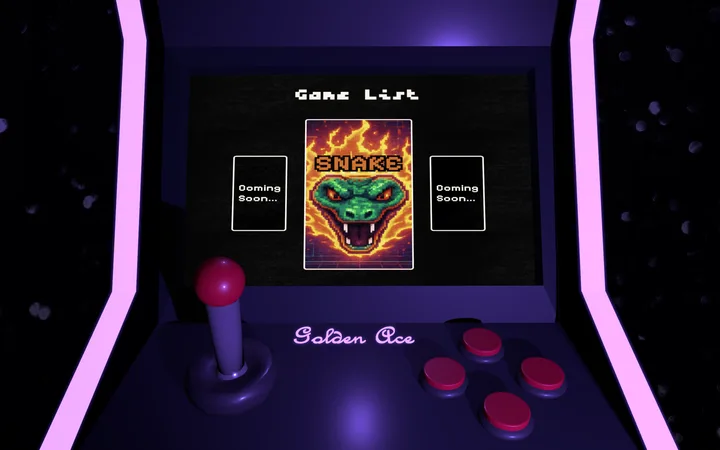 Game List
SNAKE
Coming
Soon...
Coming
Soon...
Golden Ace